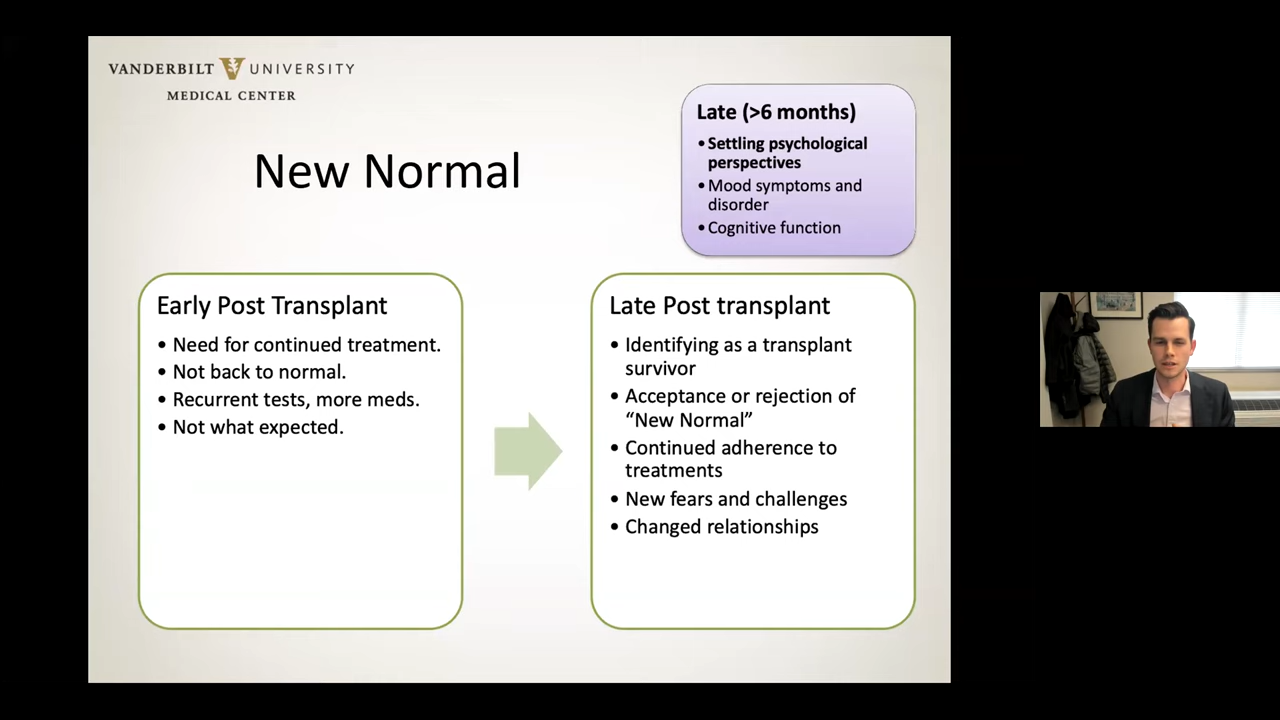 VANDERBILT UNIVERSITY
MEDICAL CENTER
New Normal
Late (>6 months)
•Settling psychological
perspectives
•Mood symptoms and
disorder
•Cognitive function
Early Post Transplant
• Need for continued treatment.
• Not back to normal.
• Recurrent tests, more meds.
• Not what expected.
Late Post transplant
• Identifying as a transplant
survivor
• Acceptance or rejection of
“New Normal”
• Continued adherence to
treatments
• New fears and challenges
• Changed relationships